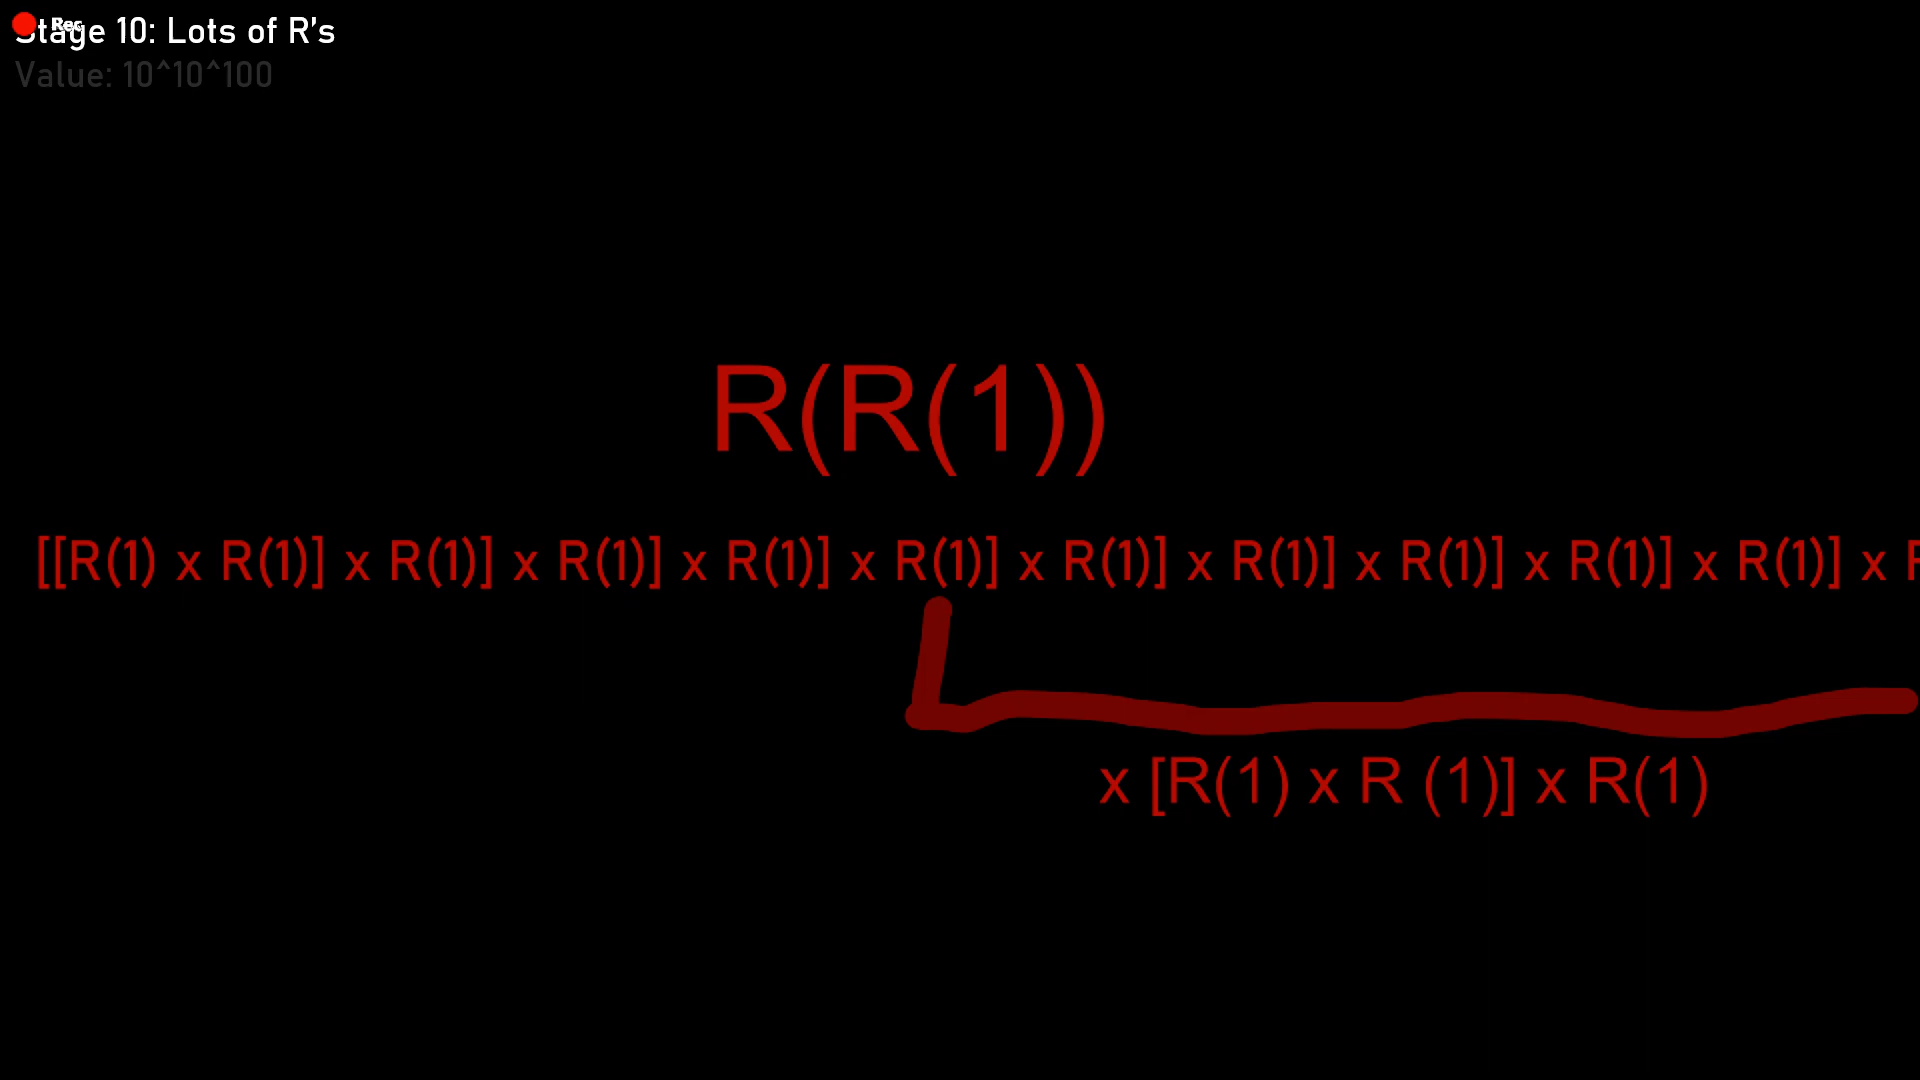 Rec
Stage 10: Lots of R's
Value: 10^10^100
R(R(1))
[[R(1) x R(1)] x R(1)] x R(1)] x R(1)] x R(1)] x R(1)] x R(1)] x R(1)] x R(1)] x R(1)] x R
x [R(1) x R (1)] x R(1)